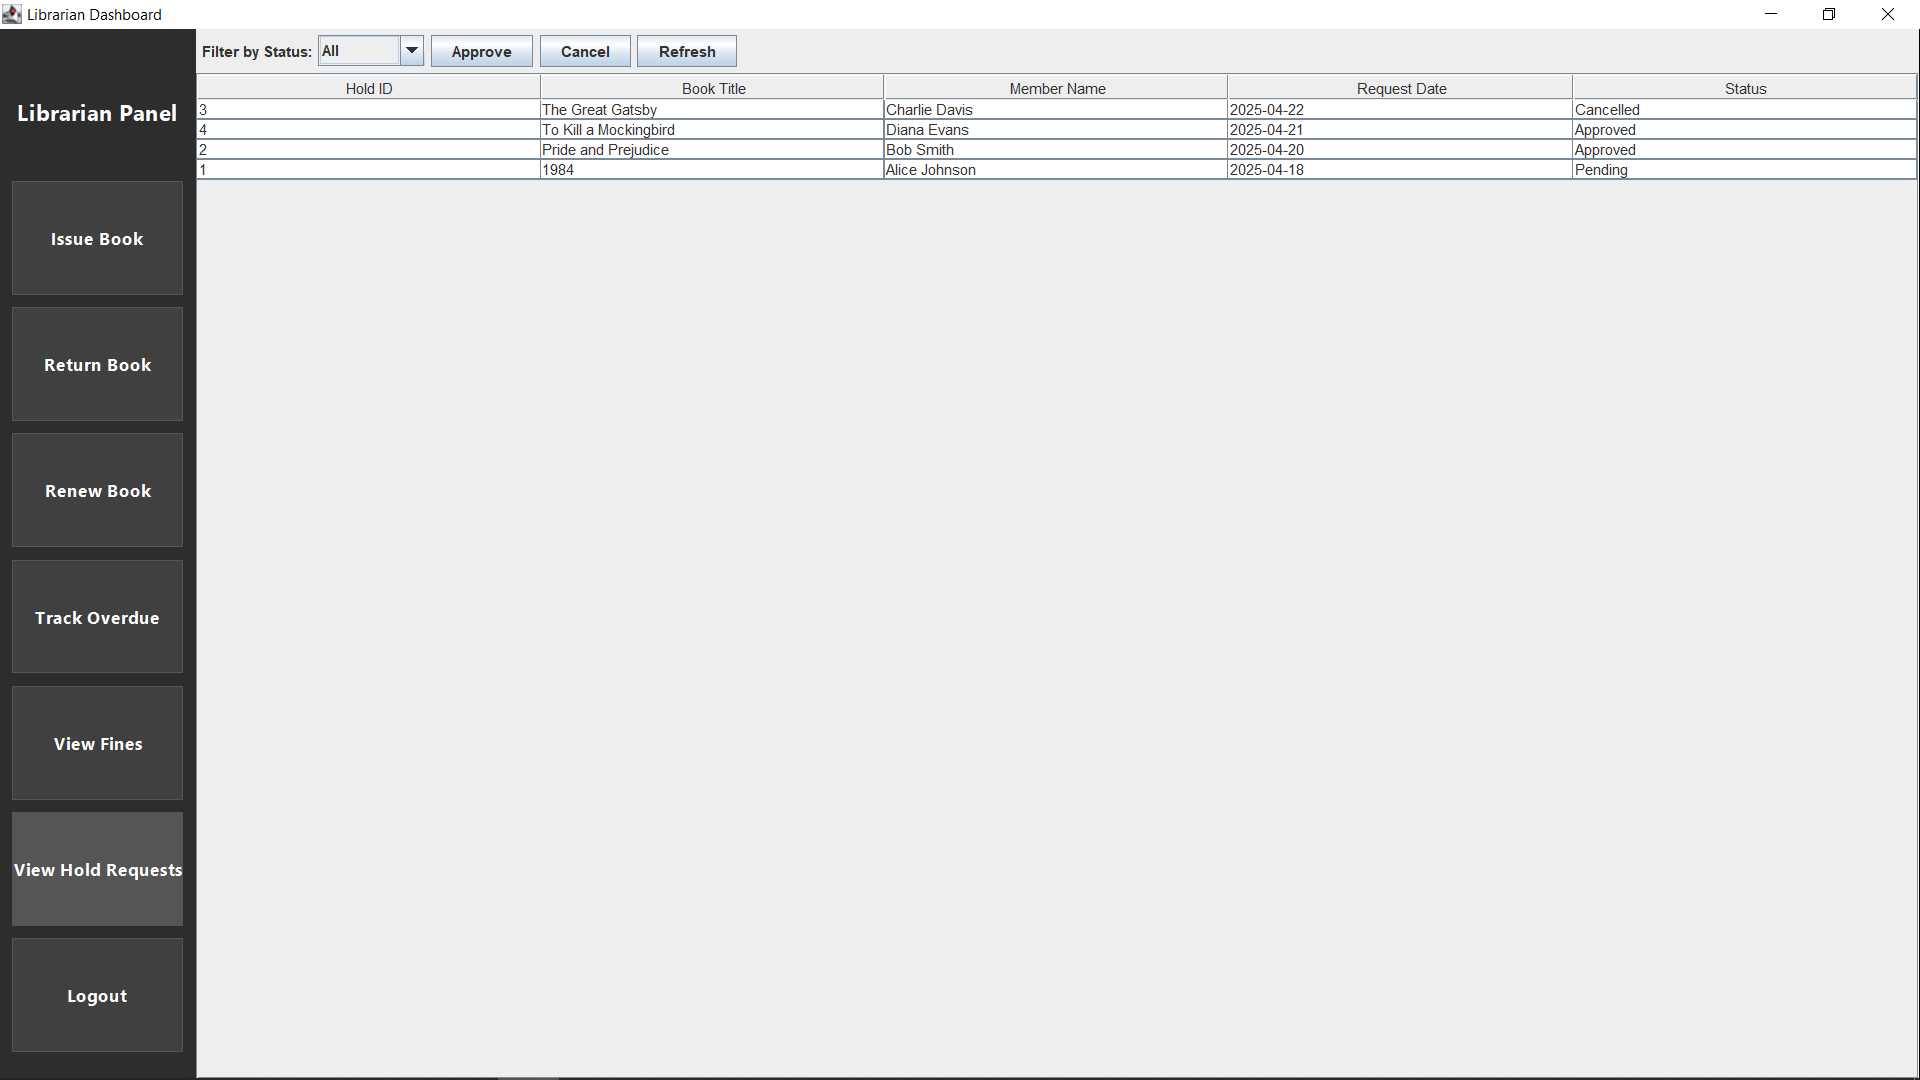 Librarian Dashboard
Librarian Panel
Issue Book
Return Book
Renew Book
Track Overdue
View Fines
View Hold Requests
Logout
Filter by Status: All Approve Cancel Refresh
Hold ID Book Title Member Name Request Date Status
3 The Great Gatsby Charlie Davis 2025-04-22 Cancelled
4 To Kill a Mockingbird Diana Evans 2025-04-21 Approved
2 Pride and Prejudice Bob Smith 2025-04-20 Approved
1 1984 Alice Johnson 2025-04-18 Pending